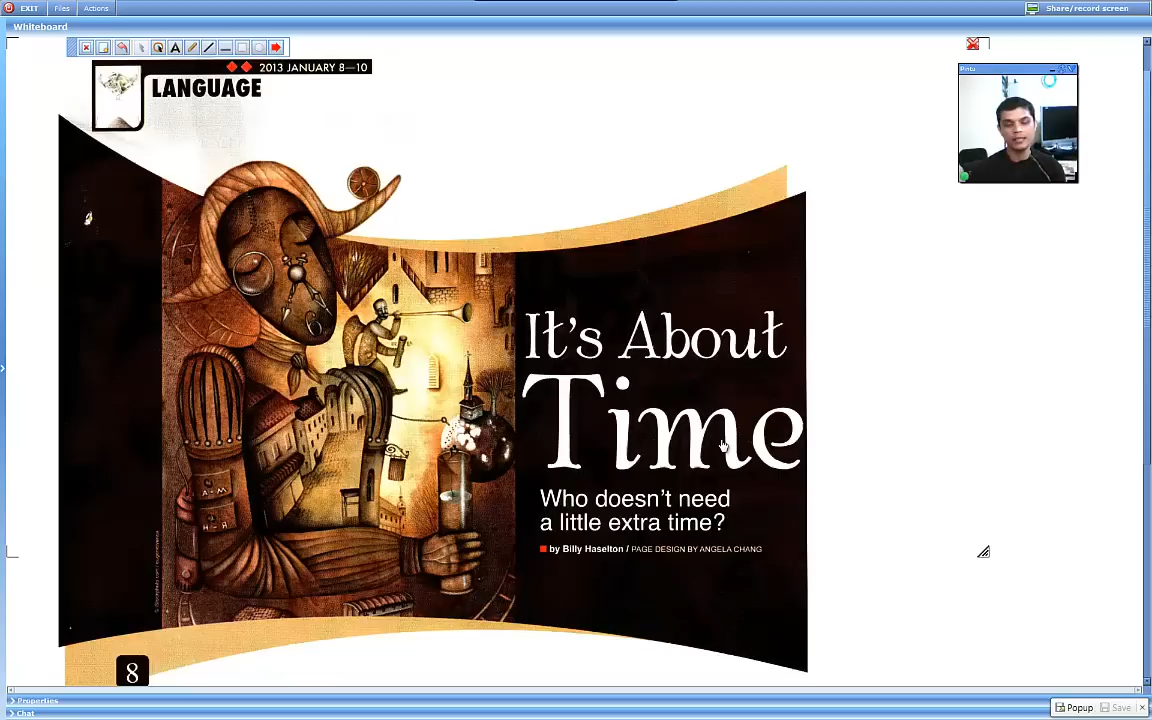 EXIT Files Actions Share/record screen
Whiteboard
2013 JANUARY 8—10
LANGUAGE
It's About
Time
Who doesn't need
a little extra time?
by Billy Haselton / PAGE DESIGN BY ANGELA CHANG
8
Properties
Chat
Popup Save